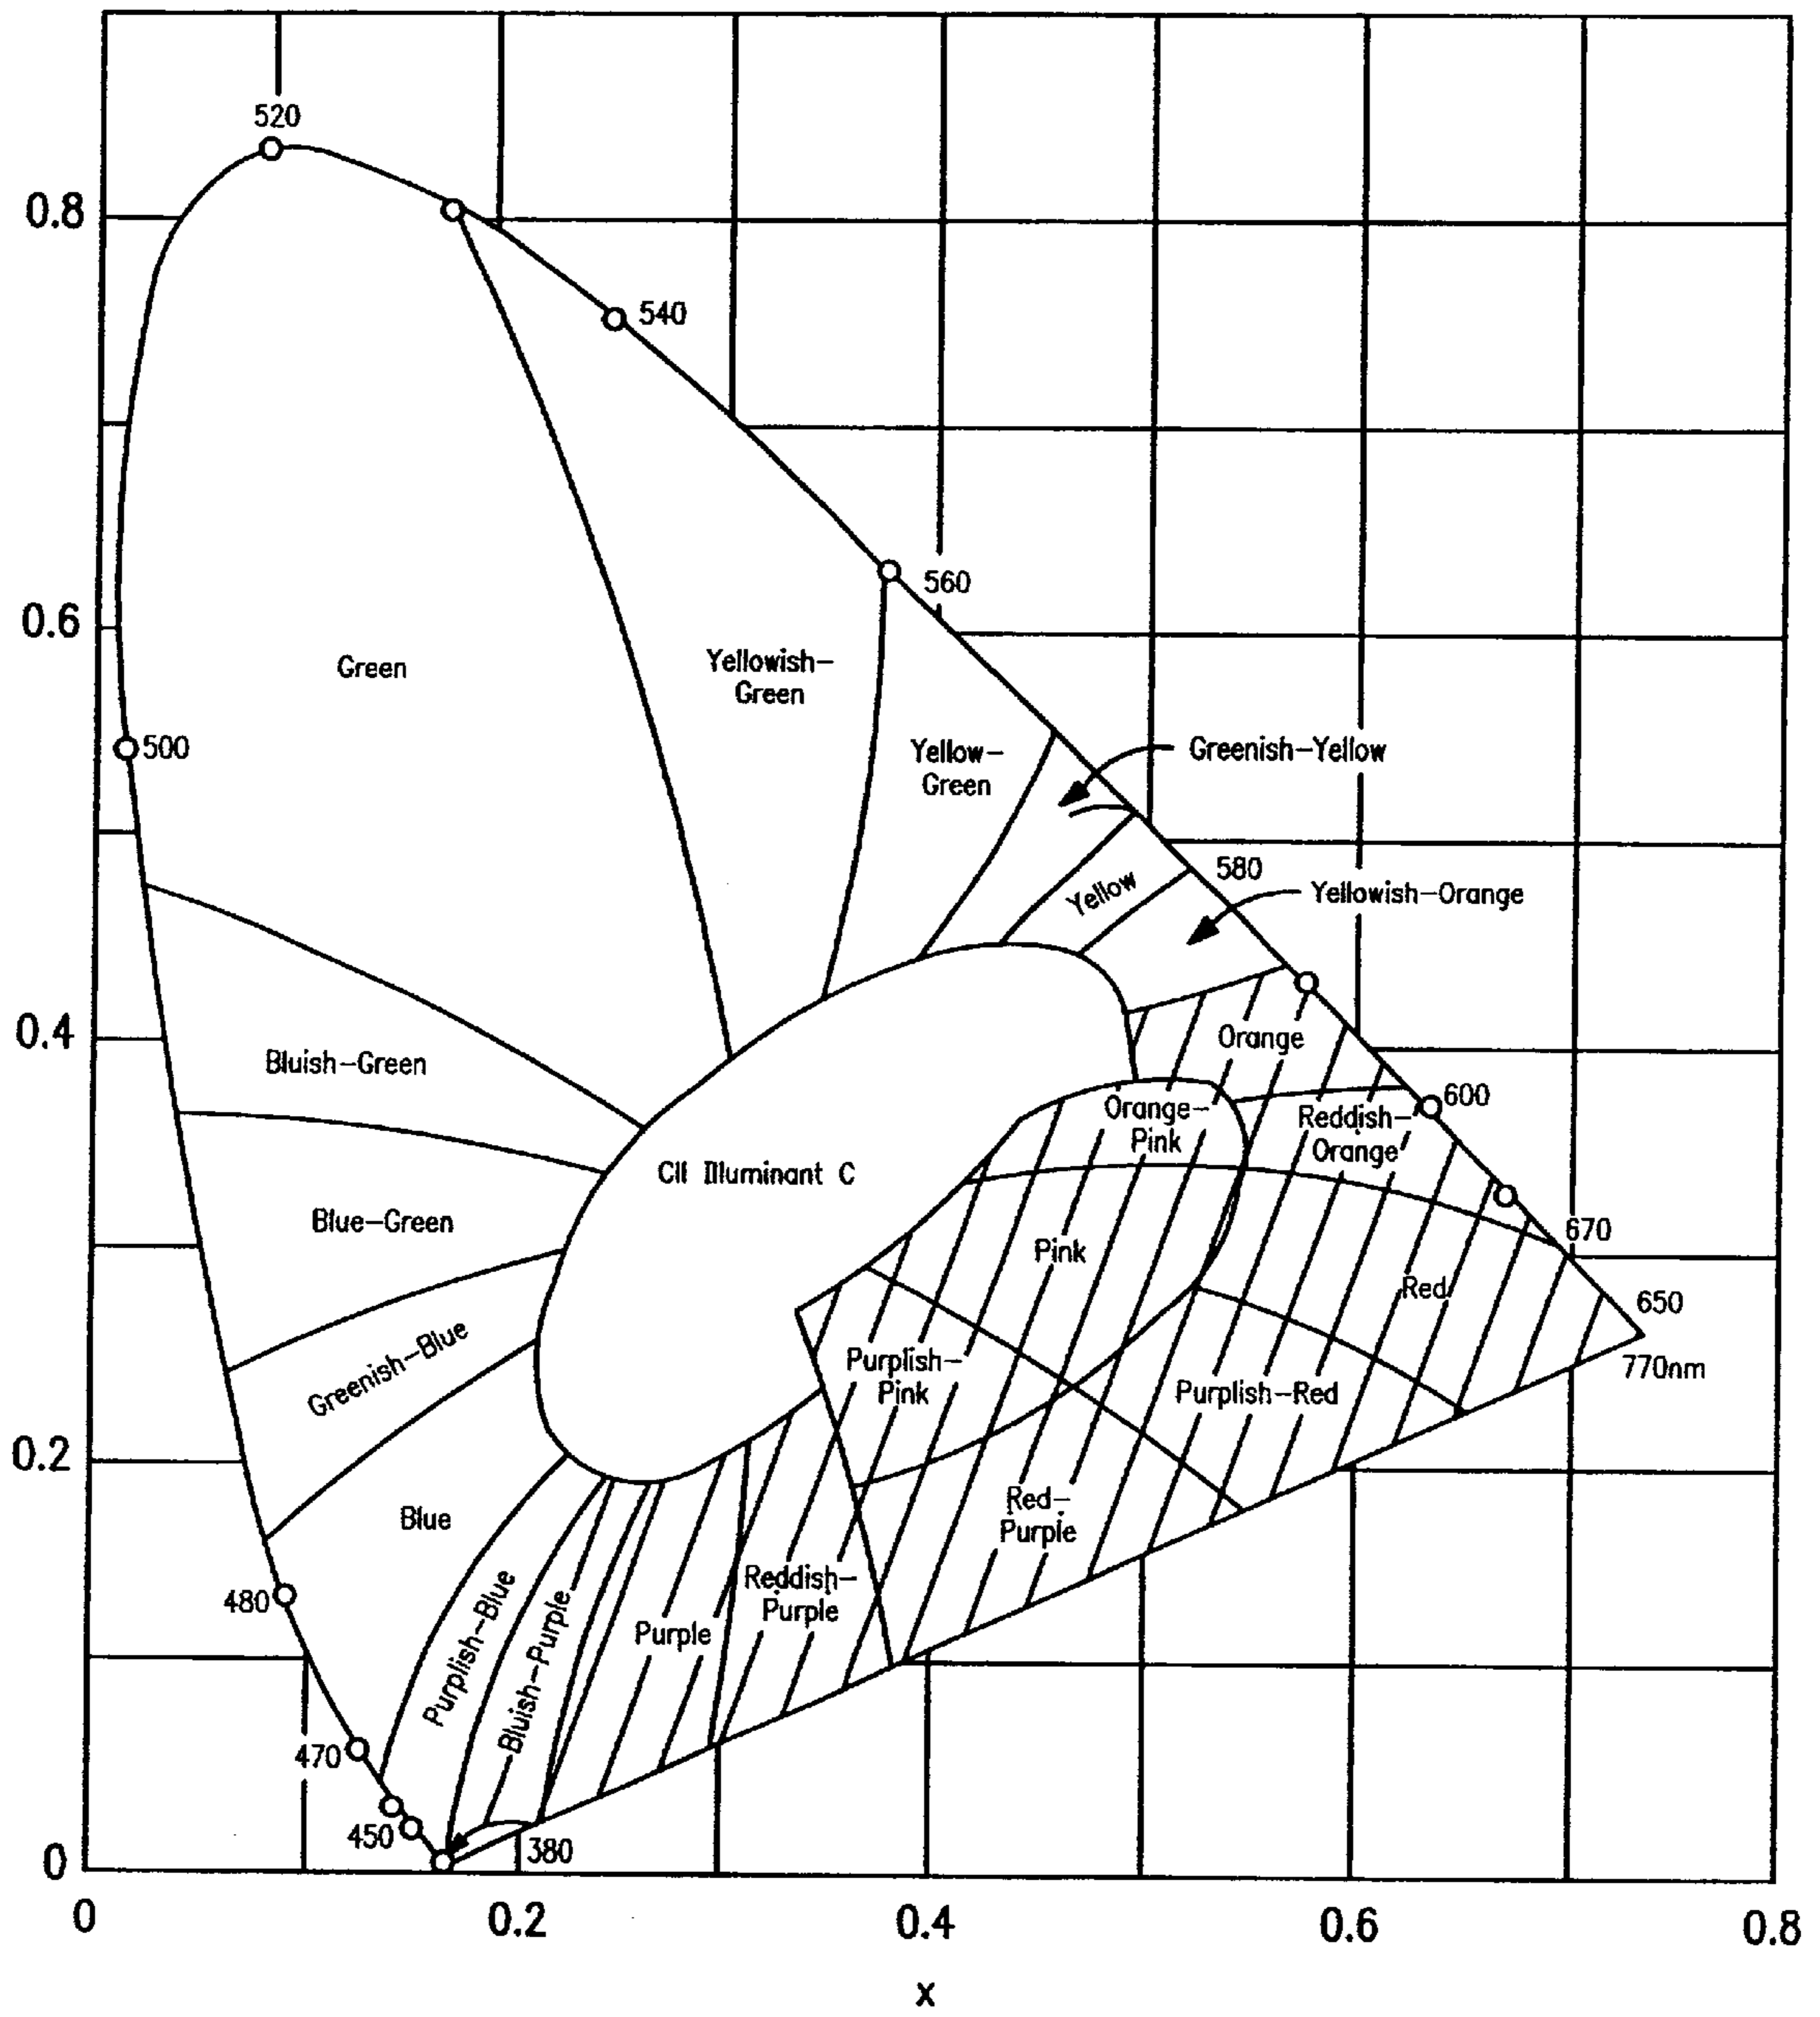 520
0.8
540
560
0.6
Green
Yellowish-
Green
500
Yellow-
Green
Greenish-Yellow
580
Yellow
Yellowish-Orange
0.4
Orange
Bluish-Green
600
Orange-
Pink
Reddish-
Orange
CII Illuminant C
Blue-Green
670
Pink
Red
650
Greenish-Blue
Purplish-
Pink
770nm
Purplish-Red
0.2
Blue
Red-
Purple
480
Purplish-Blue
Bluish-Purple
Purple
Reddish-
Purple
470
450
380
0
0
0.2
0.4
0.6
0.8
x